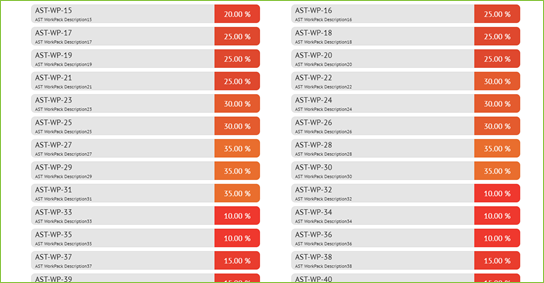 AST-WP-15
AST WorkPack Description15
20.00 %
AST-WP-16
AST WorkPack Description16
25.00 %
AST-WP-17
AST WorkPack Description17
25.00 %
AST-WP-18
AST WorkPack Description18
25.00 %
AST-WP-19
AST WorkPack Description19
25.00 %
AST-WP-20
AST WorkPack Description20
25.00 %
AST-WP-21
AST WorkPack Description21
25.00 %
AST-WP-22
AST WorkPack Description22
30.00 %
AST-WP-23
AST WorkPack Description23
30.00 %
AST-WP-24
AST WorkPack Description24
30.00 %
AST-WP-25
AST WorkPack Description25
30.00 %
AST-WP-26
AST WorkPack Description26
30.00 %
AST-WP-27
AST WorkPack Description27
35.00 %
AST-WP-28
AST WorkPack Description28
35.00 %
AST-WP-29
AST WorkPack Description29
35.00 %
AST-WP-30
AST WorkPack Description30
35.00 %
AST-WP-31
AST WorkPack Description31
35.00 %
AST-WP-32
AST WorkPack Description32
10.00 %
AST-WP-33
AST WorkPack Description33
10.00 %
AST-WP-34
AST WorkPack Description34
10.00 %
AST-WP-35
AST WorkPack Description35
10.00 %
AST-WP-36
AST WorkPack Description36
10.00 %
AST-WP-37
AST WorkPack Description37
15.00 %
AST-WP-38
AST WorkPack Description38
15.00 %
AST-WP-39
AST-WP-40